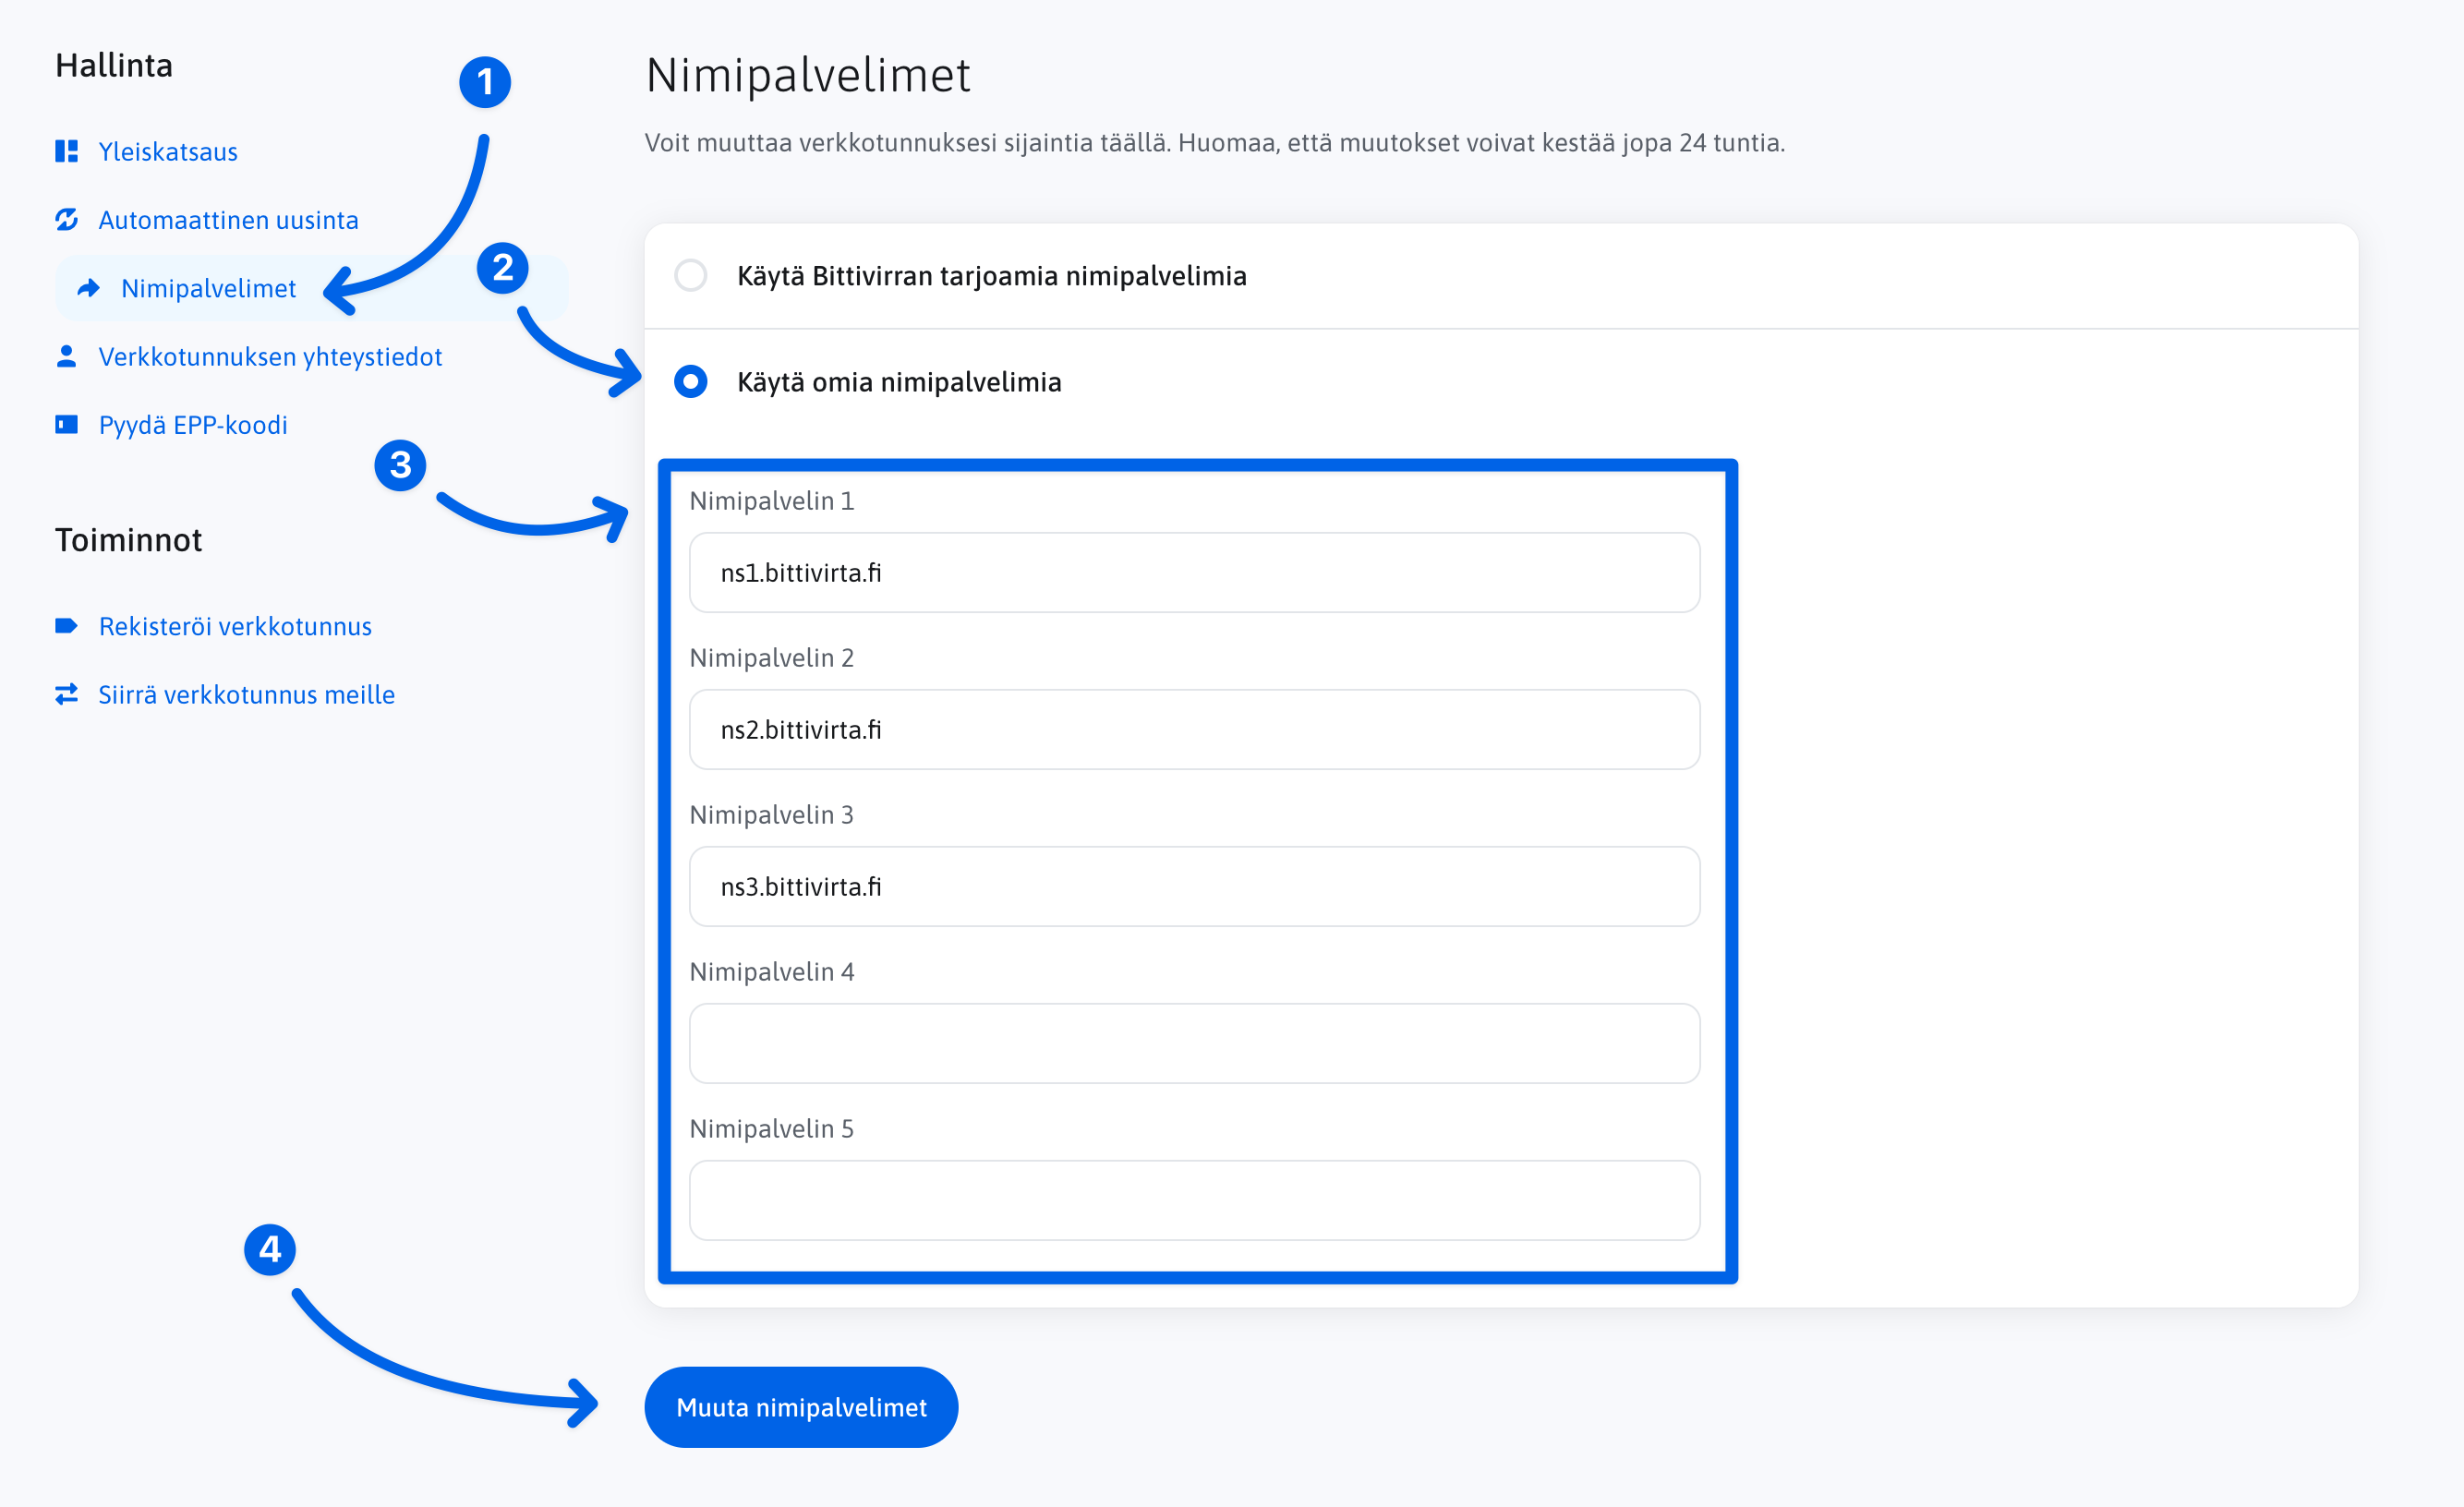 Hallinta
Yleiskatsaus
Automaattinen uusinta
Nimipalvelimet
Verkkotunnuksen yhteystiedot
Pyydä EPP-koodi
Toiminnot
Rekisteröi verkkotunnus
Siirrä verkkotunnus meille
1
2
3
4
Nimipalvelimet
Voit muuttaa verkkotunnuksesi sijaintia täällä. Huomaa, että muutokset voivat kestää jopa 24 tuntia.
Käytä Bittivirran tarjoamia nimipalvelimia
Käytä omia nimipalvelimia
Nimipalvelin 1
ns1.bittivirta.fi
Nimipalvelin 2
ns2.bittivirta.fi
Nimipalvelin 3
ns3.bittivirta.fi
Nimipalvelin 4
Nimipalvelin 5
Muuta nimipalvelimet